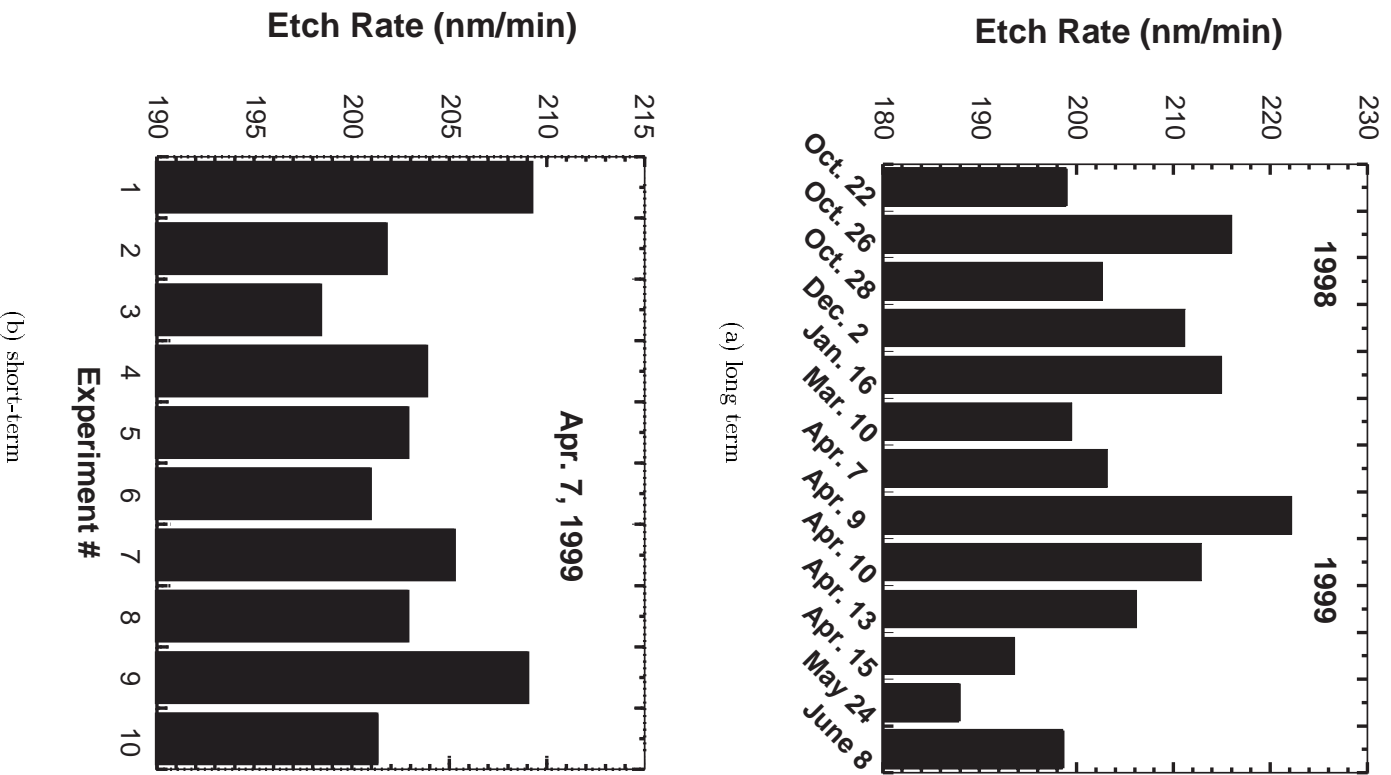 Etch Rate (nm/min)
230
220
210
200
190
180
1998
1999
Oct. 22
Oct. 26
Oct. 28
Dec. 2
Jan. 16
Mar. 10
Apr. 7
Apr. 9
Apr. 10
Apr. 13
Apr. 15
May 24
June 8
(a) long term
Etch Rate (nm/min)
215
210
205
200
195
190
Apr. 7, 1999
1 2 3 4 5 6 7 8 9 10
Experiment #
(b) short-term